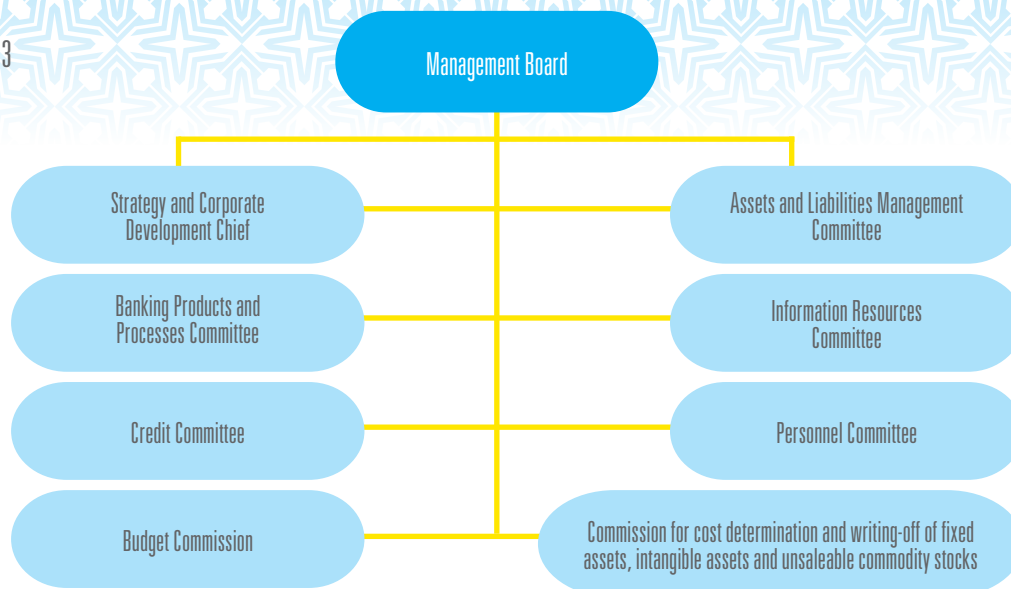 3
Management Board
Strategy and Corporate
Development Chief
Assets and Liabilities Management
Committee
Banking Products and
Processes Committee
Information Resources
Committee
Credit Committee
Personnel Committee
Budget Commission
Commission for cost determination and writing-off of fixed
assets, intangible assets and unsaleable commodity stocks